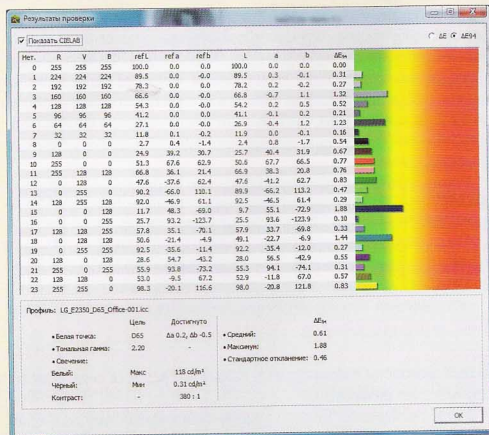 Результаты проверки
Показать CIELAB
ΔE ΔE94
Нет. R V B ref L ref a ref b L a b ΔE94
0 255 255 255 100.0 0.0 0.0 100.0 0.0 0.0 0.00
1 224 224 224 89.5 0.0 -0.0 89.5 0.3 -0.1 0.31
2 192 192 192 78.3 0.0 -0.0 78.2 0.2 -0.2 0.27
3 160 160 160 66.6 0.0 -0.0 66.8 -0.7 1.1 1.32
4 128 128 128 54.3 0.0 -0.0 54.2 0.2 0.5 0.52
5 96 96 96 41.2 0.0 0.0 41.1 -0.1 0.2 0.21
6 64 64 64 27.1 0.0 -0.0 26.9 -0.4 1.2 1.23
7 32 32 32 11.8 0.1 -0.2 11.9 0.0 -0.1 0.16
8 0 0 0 2.7 0.4 -1.4 2.4 0.8 -1.7 0.54
9 128 0 0 24.9 39.2 30.7 25.7 40.4 31.9 0.67
10 255 0 0 51.3 67.6 62.9 50.6 67.7 66.5 0.77
11 255 128 128 66.8 36.1 21.4 66.9 38.3 20.8 0.76
12 0 128 0 47.6 -37.6 62.4 47.6 -41.2 62.7 0.83
13 0 255 0 90.2 -66.0 110.1 89.9 -66.2 113.2 0.47
14 128 255 128 92.0 -46.9 61.1 92.5 -46.5 61.4 0.29
15 0 0 128 11.7 48.3 -69.0 9.7 55.1 -72.9 1.88
16 0 0 255 25.7 93.2 -123.7 25.5 93.6 -123.9 0.10
17 128 128 255 57.8 35.1 -70.1 57.9 33.7 -69.8 0.33
18 0 128 128 50.6 -21.4 -4.9 49.1 -22.7 -6.9 1.44
19 0 255 255 92.5 -35.6 -11.4 92.2 -35.4 -12.0 0.27
20 128 0 128 28.6 54.7 -43.2 28.0 56.5 -42.9 0.55
21 255 0 255 55.9 93.8 -73.2 55.3 94.1 -74.1 0.31
22 128 128 0 53.0 -9.5 67.2 52.9 -11.8 67.0 0.57
23 255 255 0 98.3 -20.1 116.6 98.0 -20.8 121.8 0.83
Профиль: LG_E2350_D65_Office-001.icc
Цель Достигнуто ΔE94
• Белая точка: D65 Δa 0.2, Δb -0.5 • Средний: 0.61
• Тональная гамма: 2.20 - • Максимум: 1.88
• Свечение: • Стандартное отклонение: 0.46
Белый: Макс 118 cd/m²
Чёрный: Мин 0.31 cd/m²
Контраст: - 380 : 1
OK